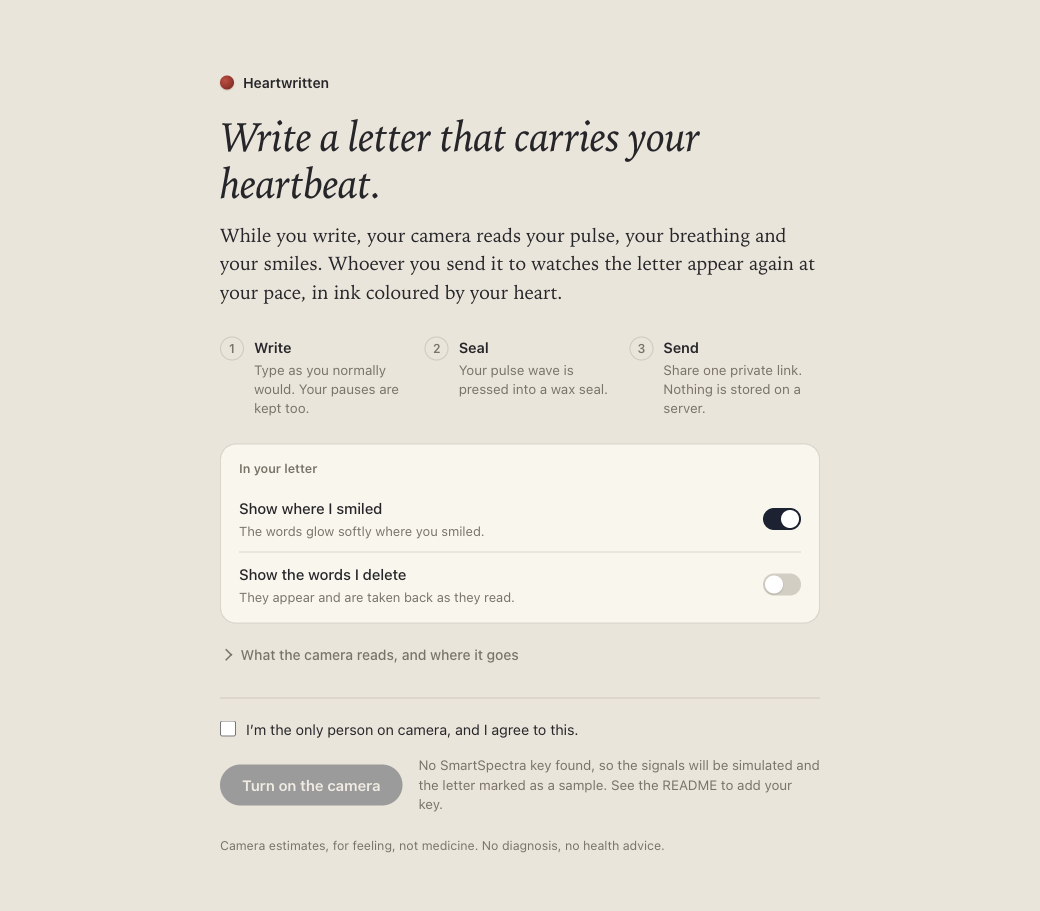 Heartwritten
Write a letter that carries your
heartbeat.
While you write, your camera reads your pulse, your breathing and
your smiles. Whoever you send it to watches the letter appear again at
your pace, in ink coloured by your heart.
1 Write
Type as you normally
would. Your pauses are
kept too.
2 Seal
Your pulse wave is
pressed into a wax seal.
3 Send
Share one private link.
Nothing is stored on a
server.
In your letter
Show where I smiled
The words glow softly where you smiled.
Show the words I delete
They appear and are taken back as they read.
What the camera reads, and where it goes
I’m the only person on camera, and I agree to this.
Turn on the camera
No SmartSpectra key found, so the signals will be simulated and
the letter marked as a sample. See the README to add your
key.
Camera estimates, for feeling, not medicine. No diagnosis, no health advice.